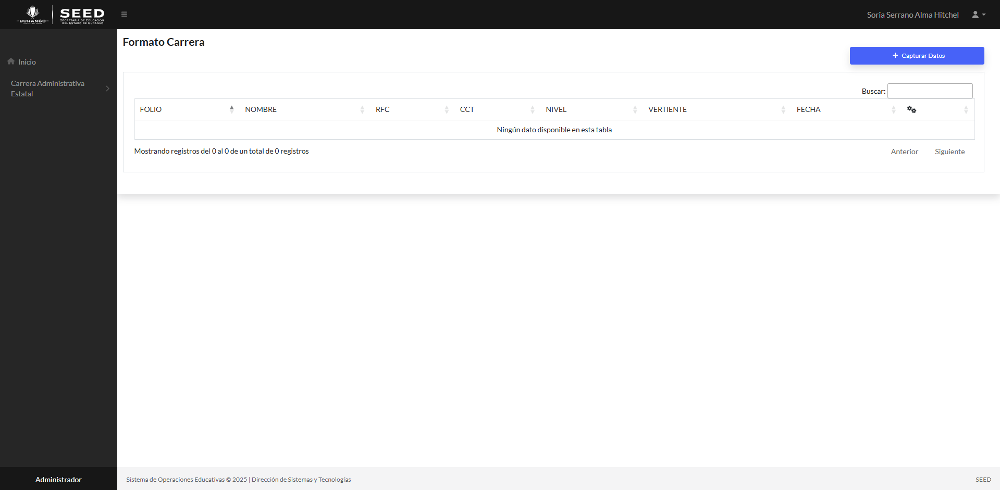 DURANGO
SEED
SECRETARÍA DE EDUCACIÓN
DEL ESTADO DE DURANGO
Soria Serrano Alma Hitchel
Inicio
Carrera Administrativa
Estatal
Formato Carrera
Capturar Datos
Buscar:
FOLIO NOMBRE RFC CCT NIVEL VERTIENTE FECHA
Ningún dato disponible en esta tabla
Mostrando registros del 0 al 0 de un total de 0 registros
Anterior Siguiente
Administrador
Sistema de Operaciones Educativas © 2025 | Dirección de Sistemas y Tecnologías
SEED